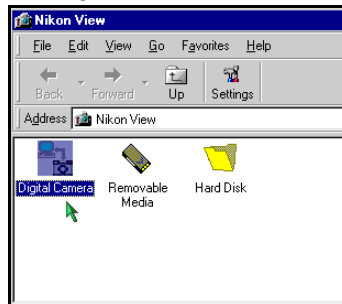 Nikon View
File Edit View Go Favorites Help
Back Forward Up Settings
Address Nikon View
Digital Camera Removable Media Hard Disk